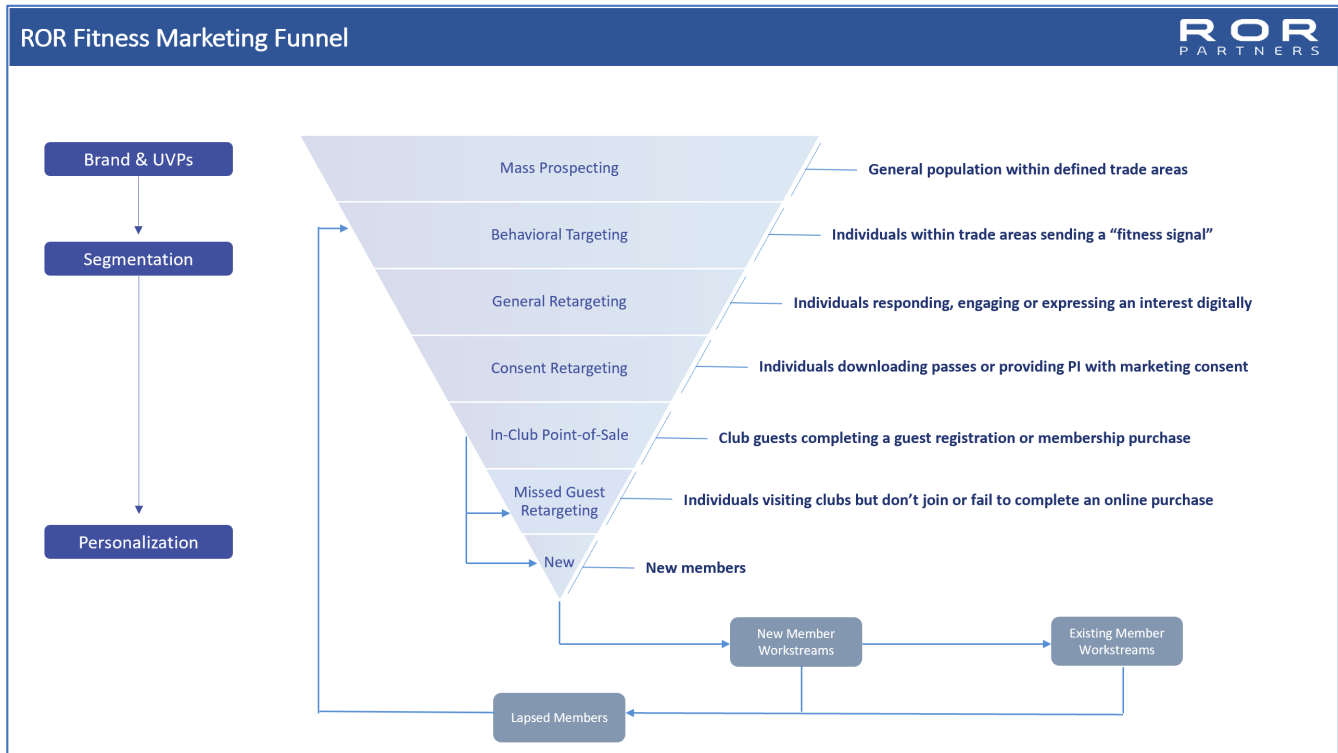 ROR Fitness Marketing Funnel
ROR
PARTNERS
Brand & UVPs
Segmentation
Personalization
Mass Prospecting
General population within defined trade areas
Behavioral Targeting
Individuals within trade areas sending a “fitness signal”
General Retargeting
Individuals responding, engaging or expressing an interest digitally
Consent Retargeting
Individuals downloading passes or providing PI with marketing consent
In-Club Point-of-Sale
Club guests completing a guest registration or membership purchase
Missed Guest
Retargeting
Individuals visiting clubs but don’t join or fail to complete an online purchase
New
New members
New Member
Workstreams
Existing Member
Workstreams
Lapsed Members